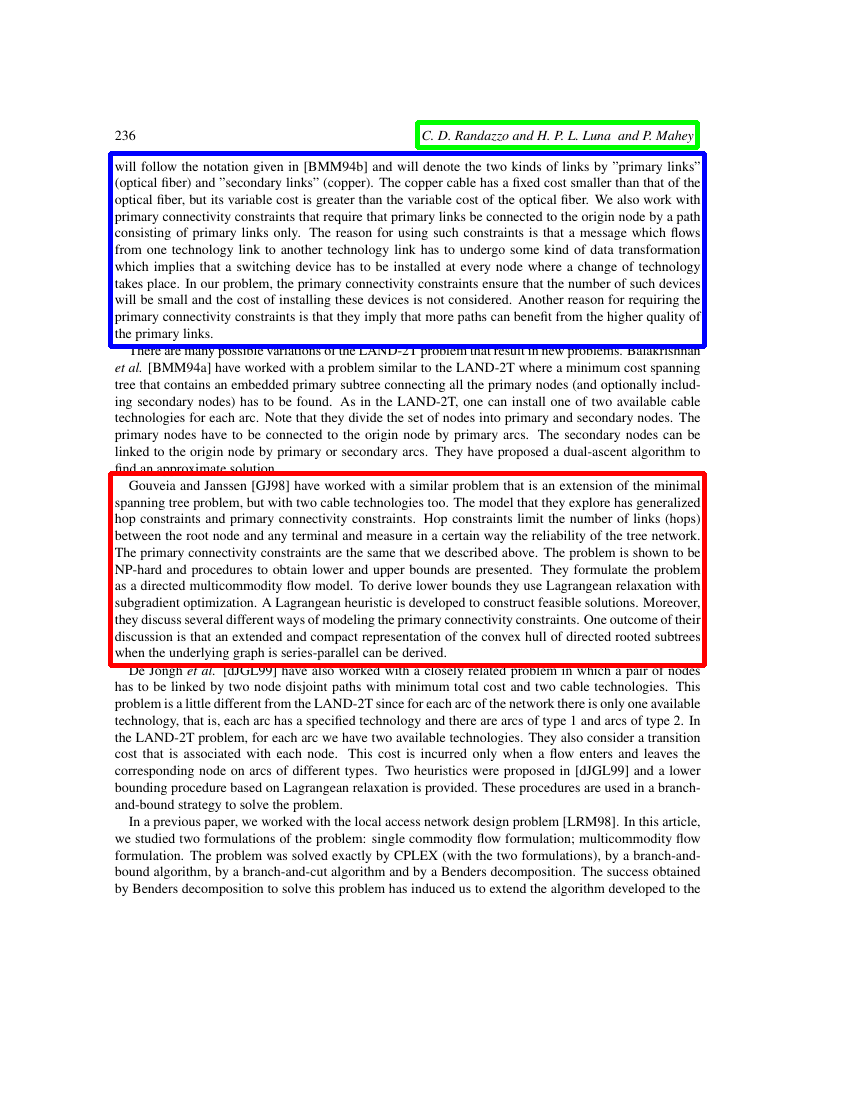 236
C. D. Randazzo and H. P. L. Luna and P. Mahey
will follow the notation given in [BMM94b] and will denote the two kinds of links by ”primary links”
(optical fiber) and ”secondary links” (copper). The copper cable has a fixed cost smaller than that of the
optical fiber, but its variable cost is greater than the variable cost of the optical fiber. We also work with
primary connectivity constraints that require that primary links be connected to the origin node by a path
consisting of primary links only. The reason for using such constraints is that a message which flows
from one technology link to another technology link has to undergo some kind of data transformation
which implies that a switching device has to be installed at every node where a change of technology
takes place. In our problem, the primary connectivity constraints ensure that the number of such devices
will be small and the cost of installing these devices is not considered. Another reason for requiring the
primary connectivity constraints is that they imply that more paths can benefit from the higher quality of
the primary links.
There are many possible variations of the LAND-2T problem that result in new problems. Balakrishnan
et al. [BMM94a] have worked with a problem similar to the LAND-2T where a minimum cost spanning
tree that contains an embedded primary subtree connecting all the primary nodes (and optionally includ-
ing secondary nodes) has to be found. As in the LAND-2T, one can install one of two available cable
technologies for each arc. Note that they divide the set of nodes into primary and secondary nodes. The
primary nodes have to be connected to the origin node by primary arcs. The secondary nodes can be
linked to the origin node by primary or secondary arcs. They have proposed a dual-ascent algorithm to
find an approximate solution.
Gouveia and Janssen [GJ98] have worked with a similar problem that is an extension of the minimal
spanning tree problem, but with two cable technologies too. The model that they explore has generalized
hop constraints and primary connectivity constraints. Hop constraints limit the number of links (hops)
between the root node and any terminal and measure in a certain way the reliability of the tree network.
The primary connectivity constraints are the same that we described above. The problem is shown to be
NP-hard and procedures to obtain lower and upper bounds are presented. They formulate the problem
as a directed multicommodity flow model. To derive lower bounds they use Lagrangean relaxation with
subgradient optimization. A Lagrangean heuristic is developed to construct feasible solutions. Moreover,
they discuss several different ways of modeling the primary connectivity constraints. One outcome of their
discussion is that an extended and compact representation of the convex hull of directed rooted subtrees
when the underlying graph is series-parallel can be derived.
De Jongh et al. [dJGL99] have also worked with a closely related problem in which a pair of nodes
has to be linked by two node disjoint paths with minimum total cost and two cable technologies. This
problem is a little different from the LAND-2T since for each arc of the network there is only one available
technology, that is, each arc has a specified technology and there are arcs of type 1 and arcs of type 2. In
the LAND-2T problem, for each arc we have two available technologies. They also consider a transition
cost that is associated with each node. This cost is incurred only when a flow enters and leaves the
corresponding node on arcs of different types. Two heuristics were proposed in [dJGL99] and a lower
bounding procedure based on Lagrangean relaxation is provided. These procedures are used in a branch-
and-bound strategy to solve the problem.
In a previous paper, we worked with the local access network design problem [LRM98]. In this article,
we studied two formulations of the problem: single commodity flow formulation; multicommodity flow
formulation. The problem was solved exactly by CPLEX (with the two formulations), by a branch-and-
bound algorithm, by a branch-and-cut algorithm and by a Benders decomposition. The success obtained
by Benders decomposition to solve this problem has induced us to extend the algorithm developed to the